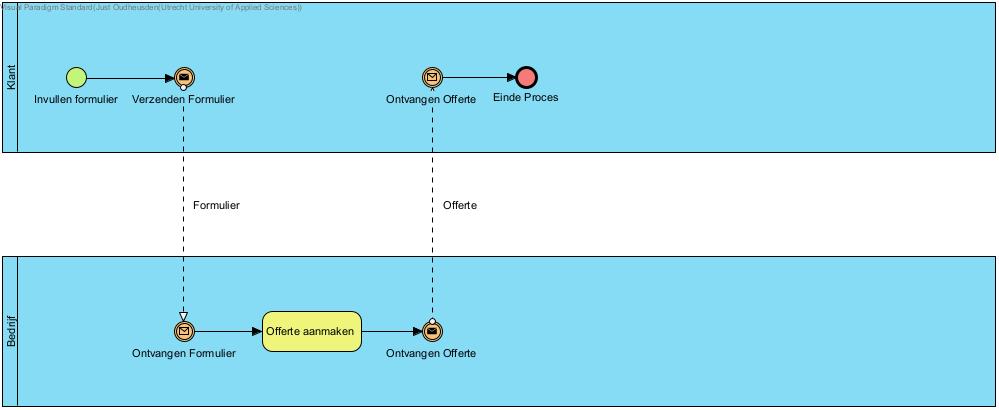 Visual Paradigm Standard(Just Oudheusden(Utrecht University of Applied Sciences))
Klant
Invullen formulier
Verzenden Formulier
Ontvangen Offerte
Einde Proces
Formulier
Offerte
Bedrijf
Ontvangen Formulier
Offerte aanmaken
Ontvangen Offerte